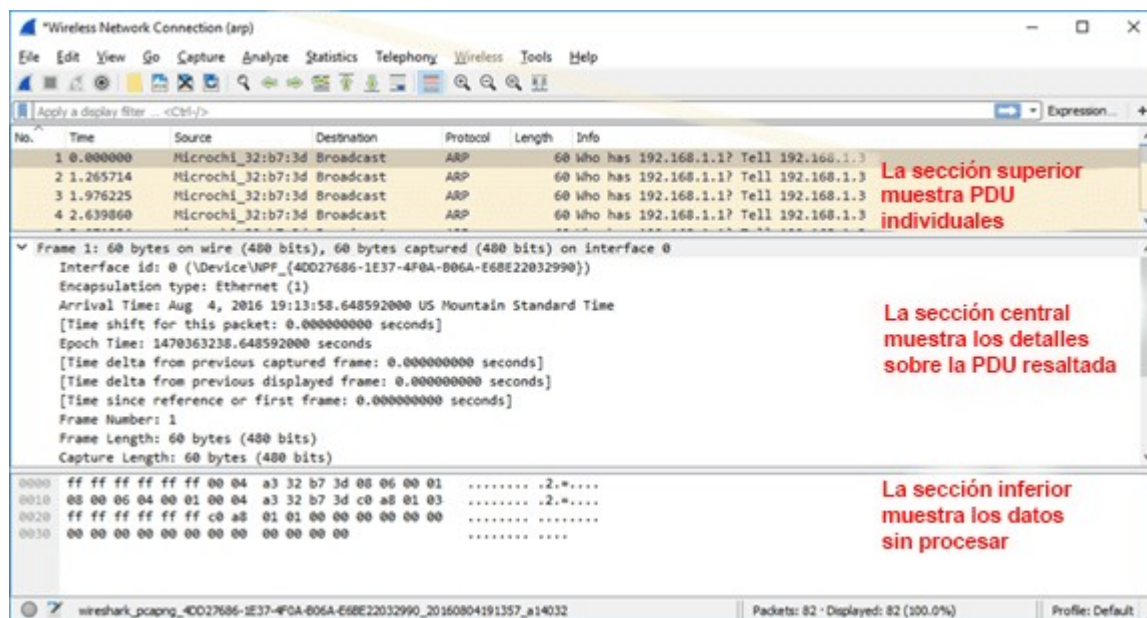 *Wireless Network Connection (arp)
File Edit View Go Capture Analyze Statistics Telephony Wireless Tools Help
Apply a display filter ... <Ctrl-/> Expression... +
No. Time Source Destination Protocol Length Info
1 0.000000 Microchi_32:b7:3d Broadcast ARP 60 Who has 192.168.1.1? Tell 192.168.1.3
2 1.265714 Microchi_32:b7:3d Broadcast ARP 60 Who has 192.168.1.1? Tell 192.168.1.3
3 1.976225 Microchi_32:b7:3d Broadcast ARP 60 Who has 192.168.1.1? Tell 192.168.1.3
4 2.639860 Microchi_32:b7:3d Broadcast ARP 60 Who has 192.168.1.1? Tell 192.168.1.3
La sección superior
muestra PDU
individuales
Frame 1: 60 bytes on wire (480 bits), 60 bytes captured (480 bits) on interface 0
Interface id: 0 (\Device\NPF_{4DD27686-1E37-4F0A-B06A-E6BE22032990})
Encapsulation type: Ethernet (1)
Arrival Time: Aug 4, 2016 19:13:58.648592000 US Mountain Standard Time
[Time shift for this packet: 0.000000000 seconds]
Epoch Time: 1470363238.648592000 seconds
[Time delta from previous captured frame: 0.000000000 seconds]
[Time delta from previous displayed frame: 0.000000000 seconds]
[Time since reference or first frame: 0.000000000 seconds]
Frame Number: 1
Frame Length: 60 bytes (480 bits)
Capture Length: 60 bytes (480 bits)
La sección central
muestra los detalles
sobre la PDU resaltada
0000 ff ff ff ff ff ff 00 04 a3 32 b7 3d 08 06 00 01 ........ .2.=....
0010 08 00 06 04 00 01 00 04 a3 32 b7 3d c0 a8 01 03 ........ .2.=....
0020 ff ff ff ff ff ff c0 a8 01 01 00 00 00 00 00 00 ........ ........
0030 00 00 00 00 00 00 00 00 00 00 00 00 ........ ....
La sección inferior
muestra los datos
sin procesar
wireshark_pcapng_4DD27686-1E37-4F0A-B06A-E6BE22032990_20160804191357_a14032 Packets: 82 · Displayed: 82 (100.0%) Profile: Default